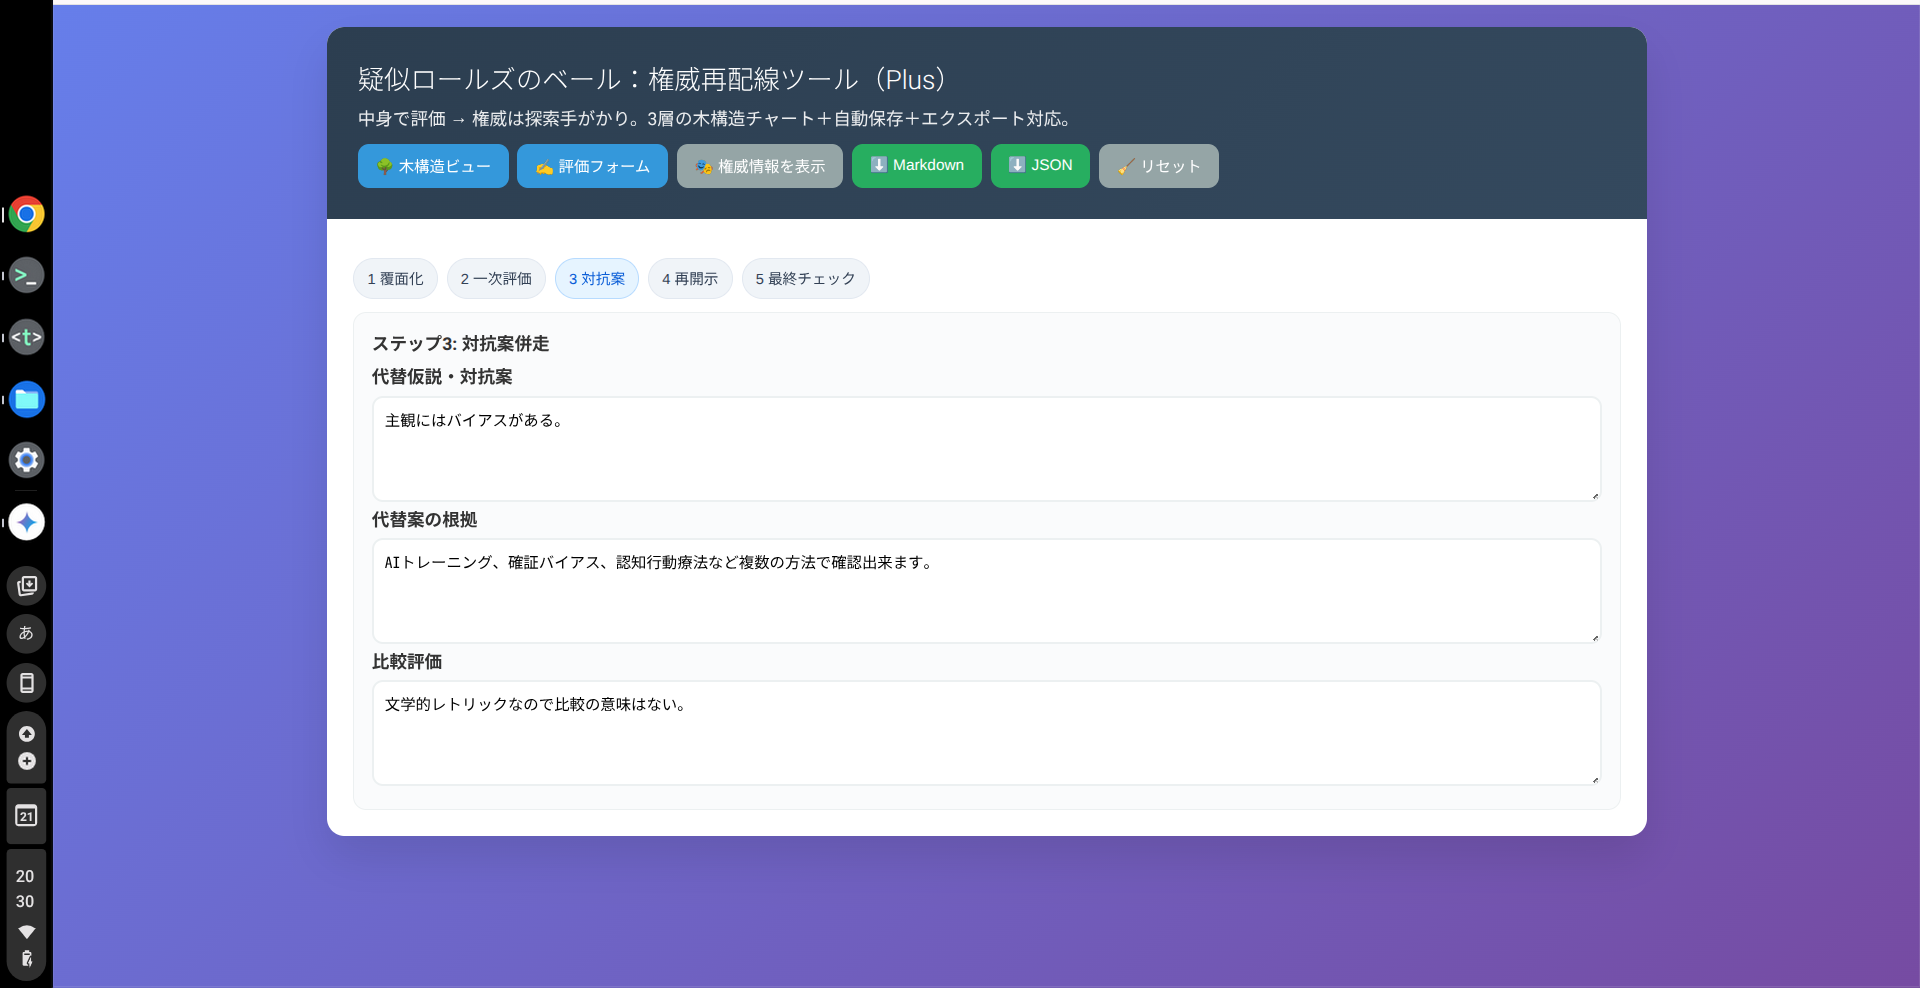 疑似ロールズのベール：権威再配線ツール（Plus）
中身で評価 → 権威は探索手がかり。3層の木構造チャート＋自動保存＋エクスポート対応。
木構造ビュー
評価フォーム
権威情報を表示
Markdown
JSON
リセット
1 覆面化
2 一次評価
3 対抗案
4 再開示
5 最終チェック
ステップ3: 対抗案併走
代替仮説・対抗案
主観にはバイアスがある。
代替案の根拠
AIトレーニング、確証バイアス、認知行動療法など複数の方法で確認出来ます。
比較評価
文学的レトリックなので比較の意味はない。
>_
<t>
あ
21
20
30